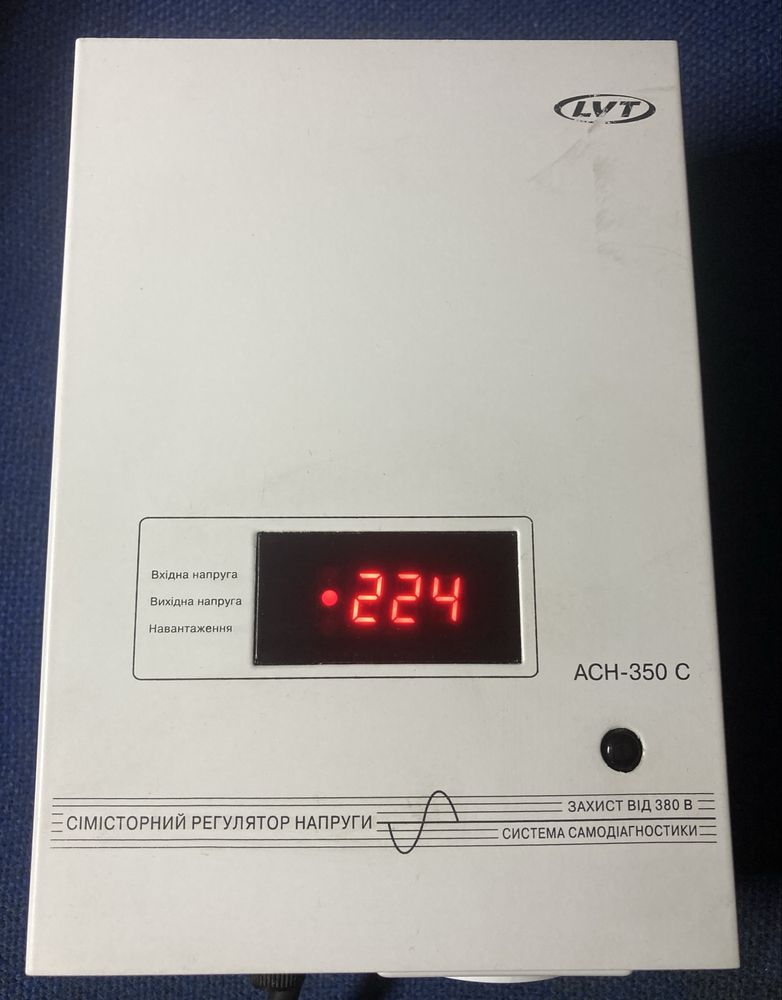 LVT
Вхідна напруга
Вихідна напруга
Навантаження
224
АСН-350 С
СІМІСТОРНИЙ РЕГУЛЯТОР НАПРУГИ
ЗАХИСТ ВІД 380 В
СИСТЕМА САМОДІАГНОСТИКИ